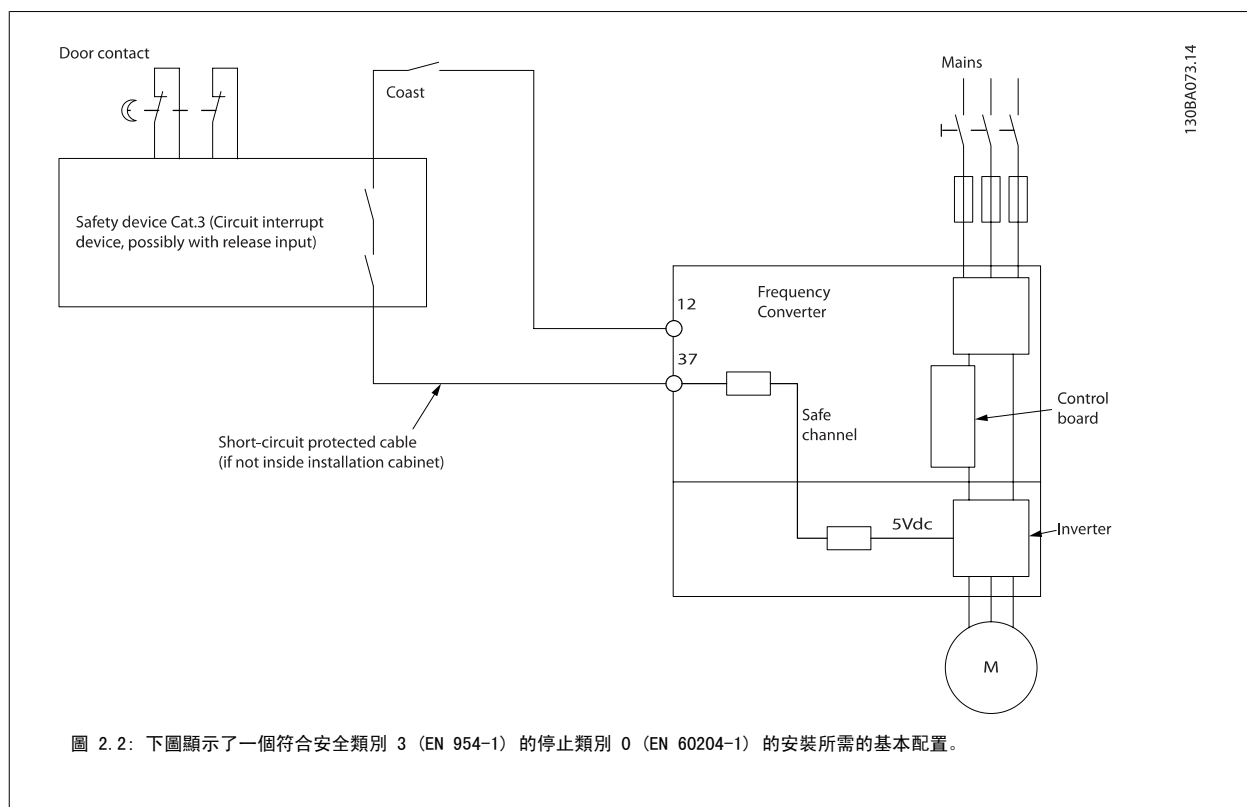 Door contact
Coast
Mains
130BA073.14
Safety device Cat.3 (Circuit interrupt
device, possibly with release input)
12
Frequency
Converter
37
Safe
channel
Control
board
Short-circuit protected cable
(if not inside installation cabinet)
5Vdc
Inverter
M
圖 2.2: 下圖顯示了一個符合安全類別 3 (EN 954-1) 的停止類別 0 (EN 60204-1) 的安裝所需的基本配置。